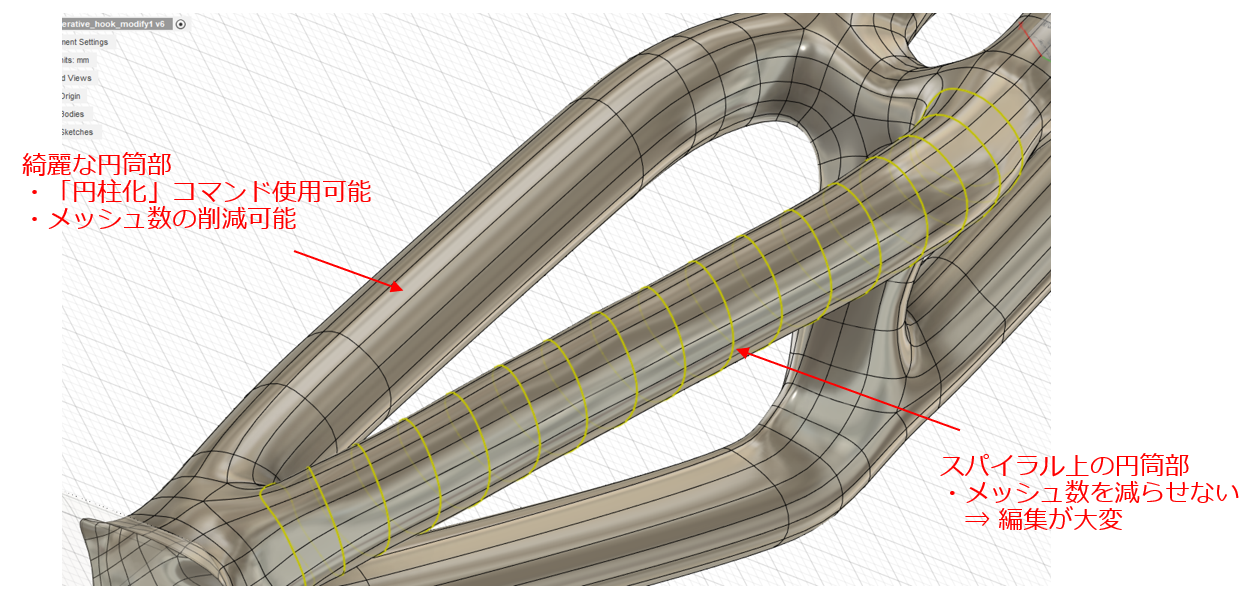 erative_hook_modify1 v6
ment Settings
nits: mm
d Views
Origin
Bodies
Sketches
綺麗な円筒部
・「円柱化」コマンド使用可能
・メッシュ数の削減可能
スパイラル上の円筒部
・メッシュ数を減らせない
⇒ 編集が大変